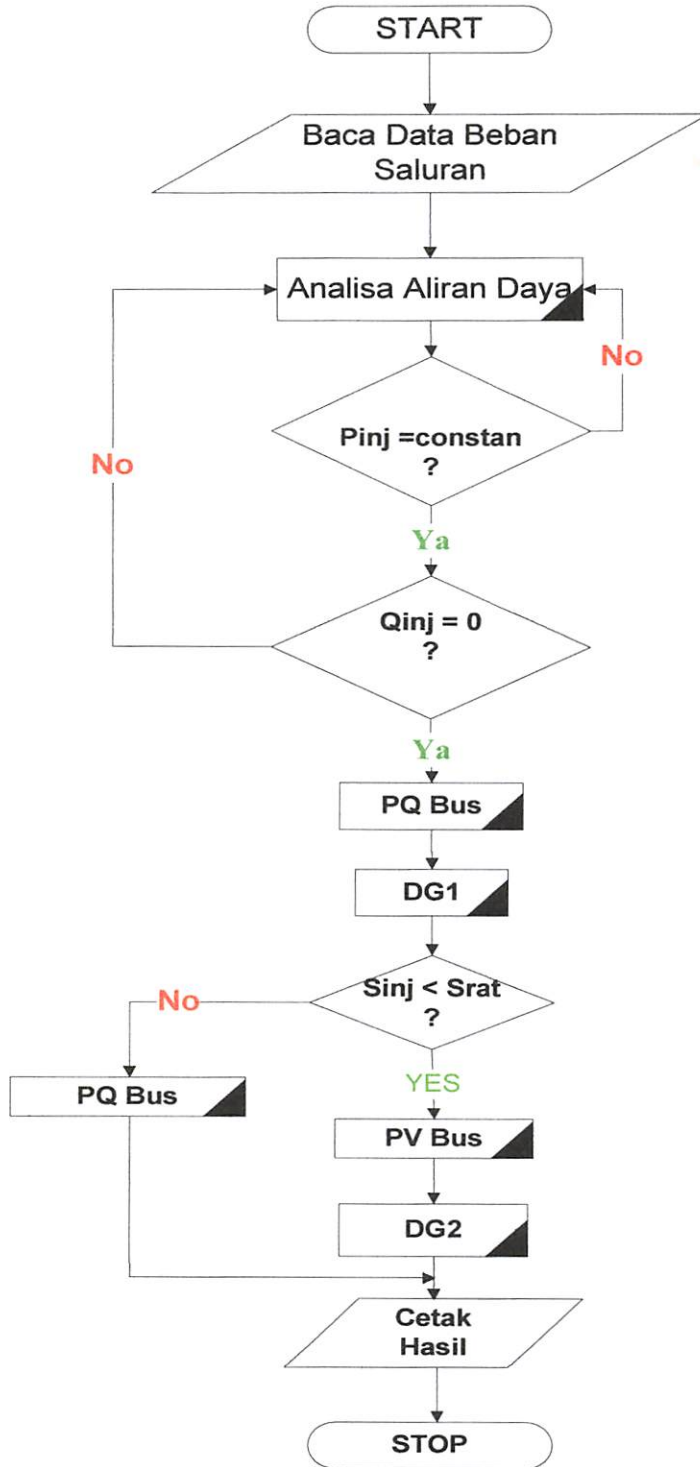 START
Baca Data Beban
Saluran
Analisa Aliran Daya
No
Pinj =constan
?
No
Ya
Qinj = 0
?
Ya
PQ Bus
DG1
Sinj < Srat
?
No
YES
PQ Bus
PV Bus
DG2
Cetak
Hasil
STOP